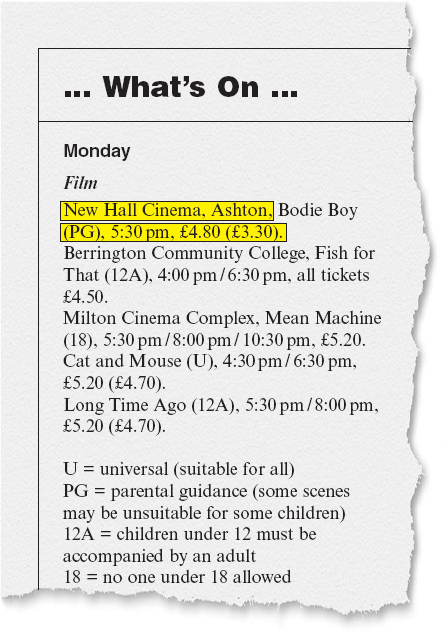 ... What's On ...
Monday
Film
New Hall Cinema, Ashton, Bodie Boy
(PG), 5:30 pm, £4.80 (£3.30).
Berrington Community College, Fish for
That (12A), 4:00 pm / 6:30 pm, all tickets
£4.50.
Milton Cinema Complex, Mean Machine
(18), 5:30 pm / 8:00 pm / 10:30 pm, £5.20.
Cat and Mouse (U), 4:30 pm / 6:30 pm,
£5.20 (£4.70).
Long Time Ago (12A), 5:30 pm / 8:00 pm,
£5.20 (£4.70).
U = universal (suitable for all)
PG = parental guidance (some scenes
may be unsuitable for some children)
12A = children under 12 must be
accompanied by an adult
18 = no one under 18 allowed